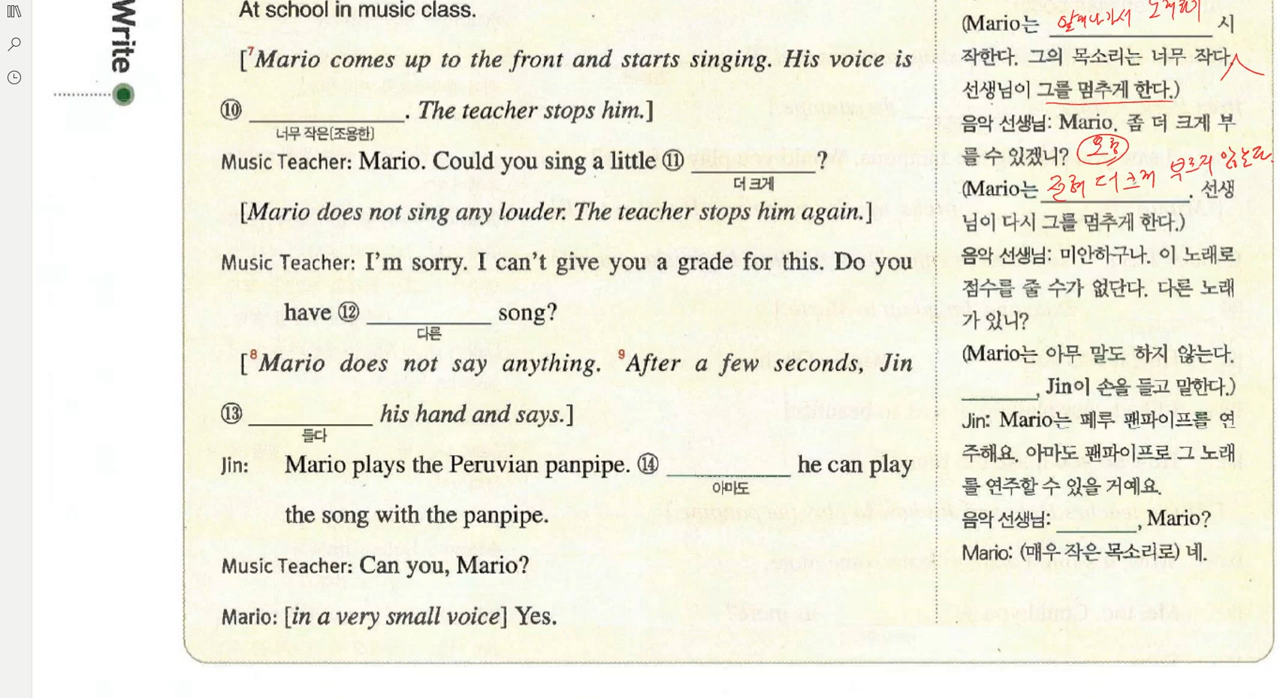 Write
At school in music class.
[⁷Mario comes up to the front and starts singing. His voice is
⑩ ____________. The teacher stops him.]
너무 작은[조용한]
Music Teacher: Mario. Could you sing a little ⑪ ____________?
더 크게
[Mario does not sing any louder. The teacher stops him again.]
Music Teacher: I'm sorry. I can't give you a grade for this. Do you
have ⑫ ____________ song?
다른
[⁸Mario does not say anything. ⁹After a few seconds, Jin
⑬ ____________ his hand and says.]
들다
Jin: Mario plays the Peruvian panpipe. ⑭ ____________ he can play
아마도
the song with the panpipe.
Music Teacher: Can you, Mario?
Mario: [in a very small voice] Yes.
(Mario는 앞에나가서 노래하기 시
작한다. 그의 목소리는 너무 작다.
선생님이 그를 멈추게 한다.)
음악 선생님: Mario. 좀 더 크게 부
를 수 있겠니?
(Mario는 더 크게 부르지 않는다. 선생
님이 다시 그를 멈추게 한다.)
음악 선생님: 미안하구나. 이 노래로
점수를 줄 수가 없단다. 다른 노래
가 있니?
(Mario는 아무 말도 하지 않는다.
________, Jin이 손을 들고 말한다.)
Jin: Mario는 페루 팬파이프를 연
주해요. 아마도 팬파이프로 그 노래
를 연주할 수 있을 거예요.
음악 선생님: ________, Mario?
Mario: (매우 작은 목소리로) 네.